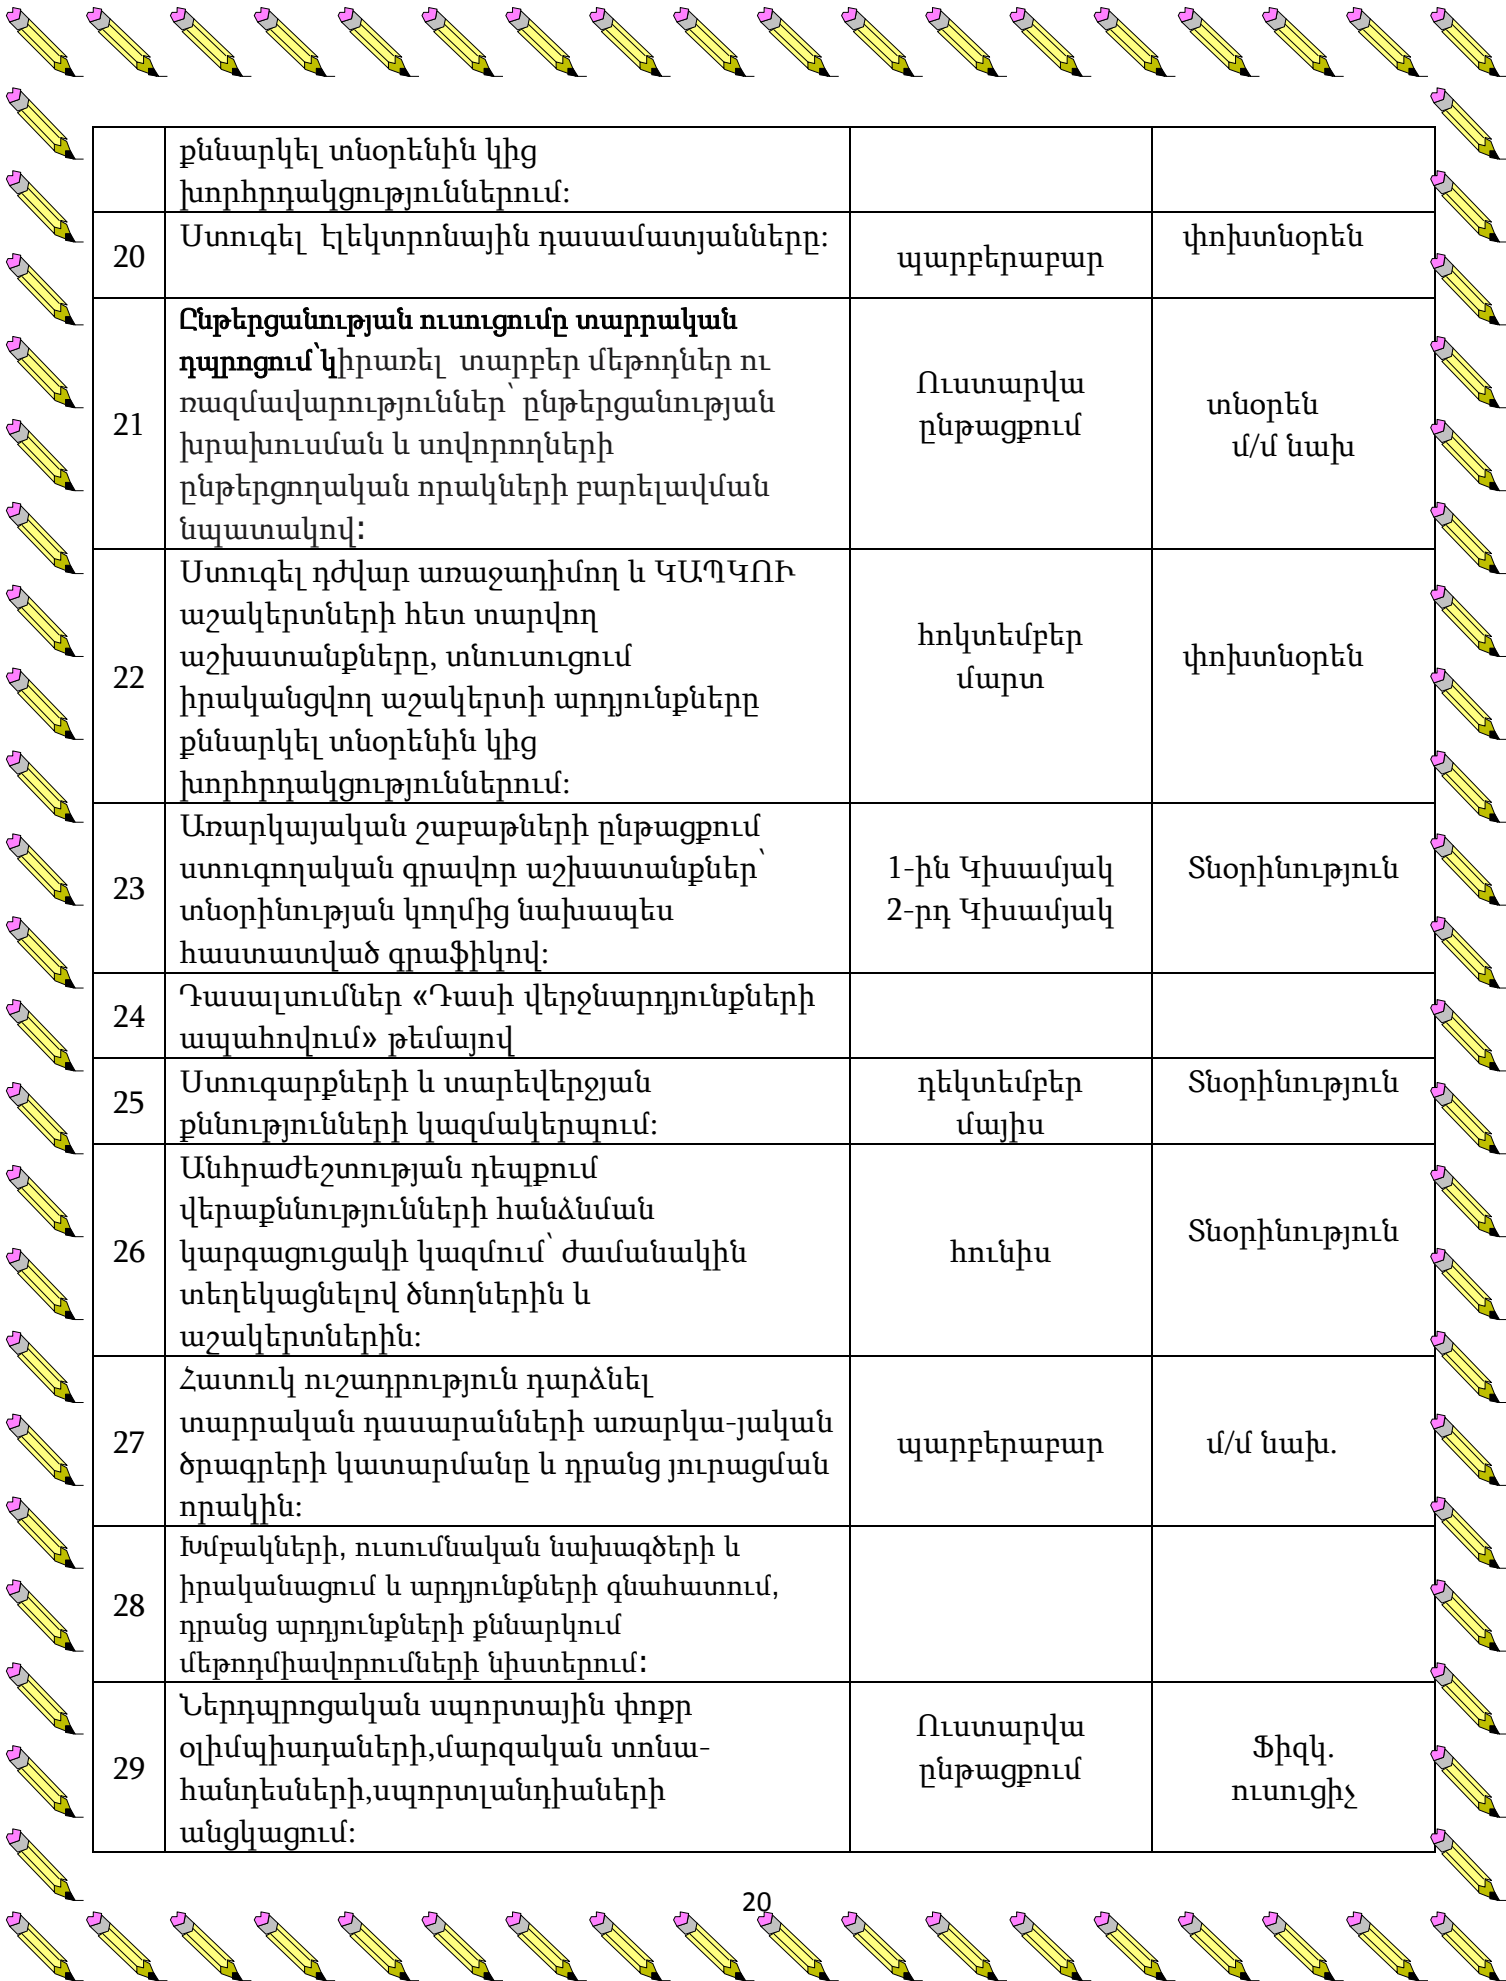 քննարկել տնօրենին կից
խորհրդակցություններում:
20
Ստուգել էլեկտրոնային դասամատյանները:
պարբերաբար
փոխտնօրեն
21
Ընթերցանության ուսուցումը տարրական
դպրոցում՝կիրառել տարբեր մեթոդներ ու
ռազմավարություններ՝ ընթերցանության
խրախուսման և սովորողների
ընթերցողական որակների բարելավման
նպատակով:
Ուստարվա
ընթացքում
տնօրեն
մ/մ նախ
22
Ստուգել դժվար առաջադիմող և ԿԱՊԿՈՒ
աշակերտների հետ տարվող
աշխատանքները, տնուսուցում
իրականցվող աշակերտի արդյունքները
քննարկել տնօրենին կից
խորհրդակցություններում:
հոկտեմբեր
մարտ
փոխտնօրեն
23
Առարկայական շաբաթների ընթացքում
ստուգողական գրավոր աշխատանքներ՝
տնօրինության կողմից նախապես
հաստատված գրաֆիկով:
1-ին Կիսամյակ
2-րդ Կիսամյակ
Տնօրինություն
24
Դասալսումներ «Դասի վերջնարդյունքների
ապահովում» թեմայով
25
Ստուգարքների և տարեվերջյան
քննությունների կազմակերպում:
դեկտեմբեր
մայիս
Տնօրինություն
26
Անհրաժեշտության դեպքում
վերաքննությունների հանձնման
կարգացուցակի կազմում՝ ժամանակին
տեղեկացնելով ծնողներին և
աշակերտներին:
հունիս
Տնօրինություն
27
Հատուկ ուշադրություն դարձնել
տարրական դասարանների առարկա-յական
ծրագրերի կատարմանը և դրանց յուրացման
որակին:
պարբերաբար
մ/մ նախ.
28
Խմբակների, ուսումնական նախագծերի և
իրականացում և արդյունքների գնահատում,
դրանց արդյունքների քննարկում
մեթոդմիավորումների նիստերում:
29
Ներդպրոցական սպորտային փոքր
օլիմպիադաների,մարզական տոնա-
հանդեսների,սպորտլանդիաների
անցկացում:
Ուստարվա
ընթացքում
Ֆիզկ.
ուսուցիչ
20